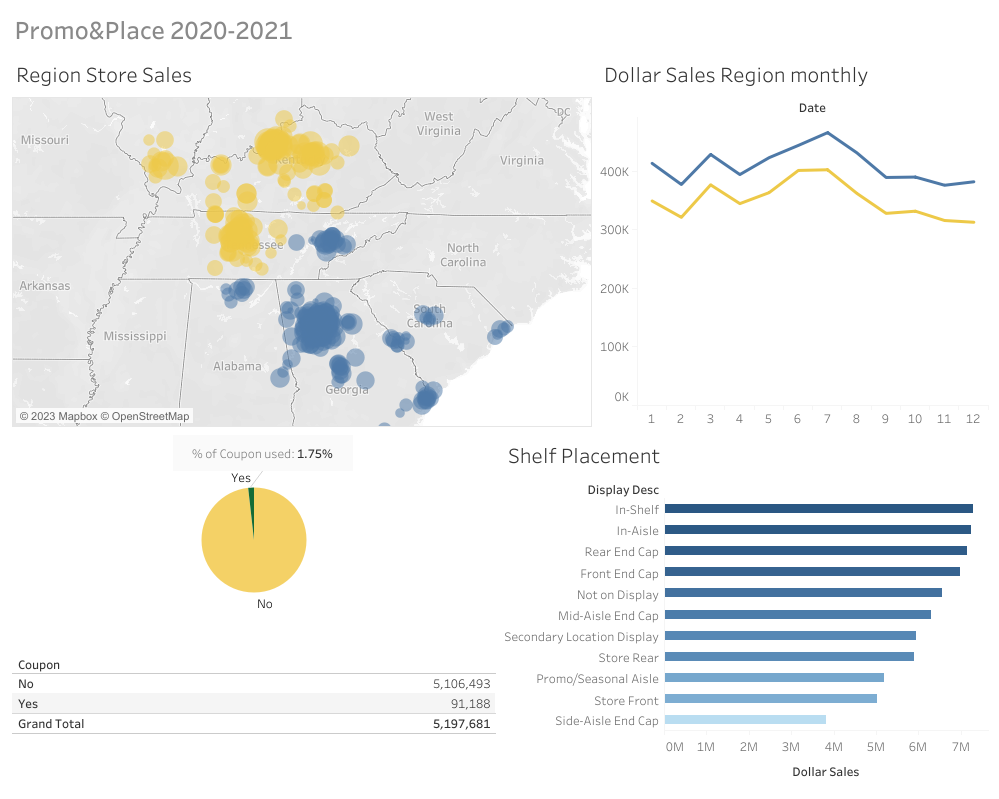 Promo&Place 2020-2021
Region Store Sales
Missouri
West
Virginia
DC
Virginia
North
Carolina
Arkansas
South
Carolina
Mississippi
Alabama
Georgia
© 2023 Mapbox © OpenStreetMap
Dollar Sales Region monthly
Date
400K
300K
200K
100K
0K
1 2 3 4 5 6 7 8 9 10 11 12
% of Coupon used: 1.75%
Yes
No
Coupon
No 5,106,493
Yes 91,188
Grand Total 5,197,681
Shelf Placement
Display Desc
In-Shelf
In-Aisle
Rear End Cap
Front End Cap
Not on Display
Mid-Aisle End Cap
Secondary Location Display
Store Rear
Promo/Seasonal Aisle
Store Front
Side-Aisle End Cap
0M 1M 2M 3M 4M 5M 6M 7M
Dollar Sales